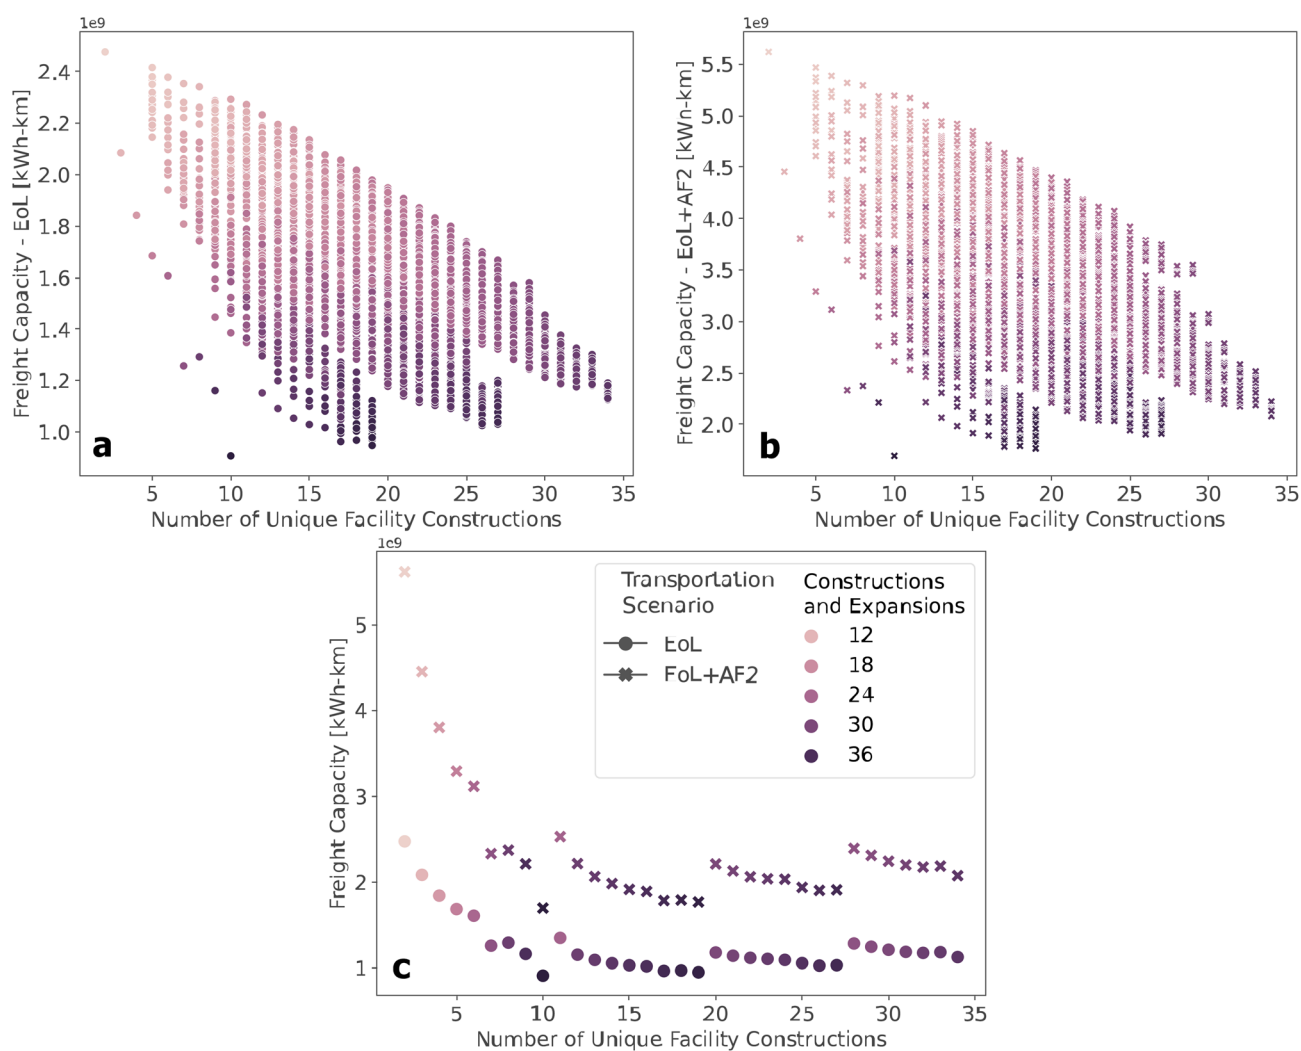 1e9
Freight Capacity - EoL [kWh-km]
2.4
2.2
2.0
1.8
1.6
1.4
1.2
1.0
a
5 10 15 20 25 30 35
Number of Unique Facility Constructions
1e9
Freight Capacity - EoL+AF2 [kWn-km]
5.5
5.0
4.5
4.0
3.5
3.0
2.5
2.0
b
5 10 15 20 25 30 35
Number of Unique Facility Constructions
1e9
Freight Capacity [kWh-km]
5
4
3
2
1
c
Transportation
Scenario
EoL
FoL+AF2
Constructions
and Expansions
12
18
24
30
36
5 10 15 20 25 30 35
Number of Unique Facility Constructions